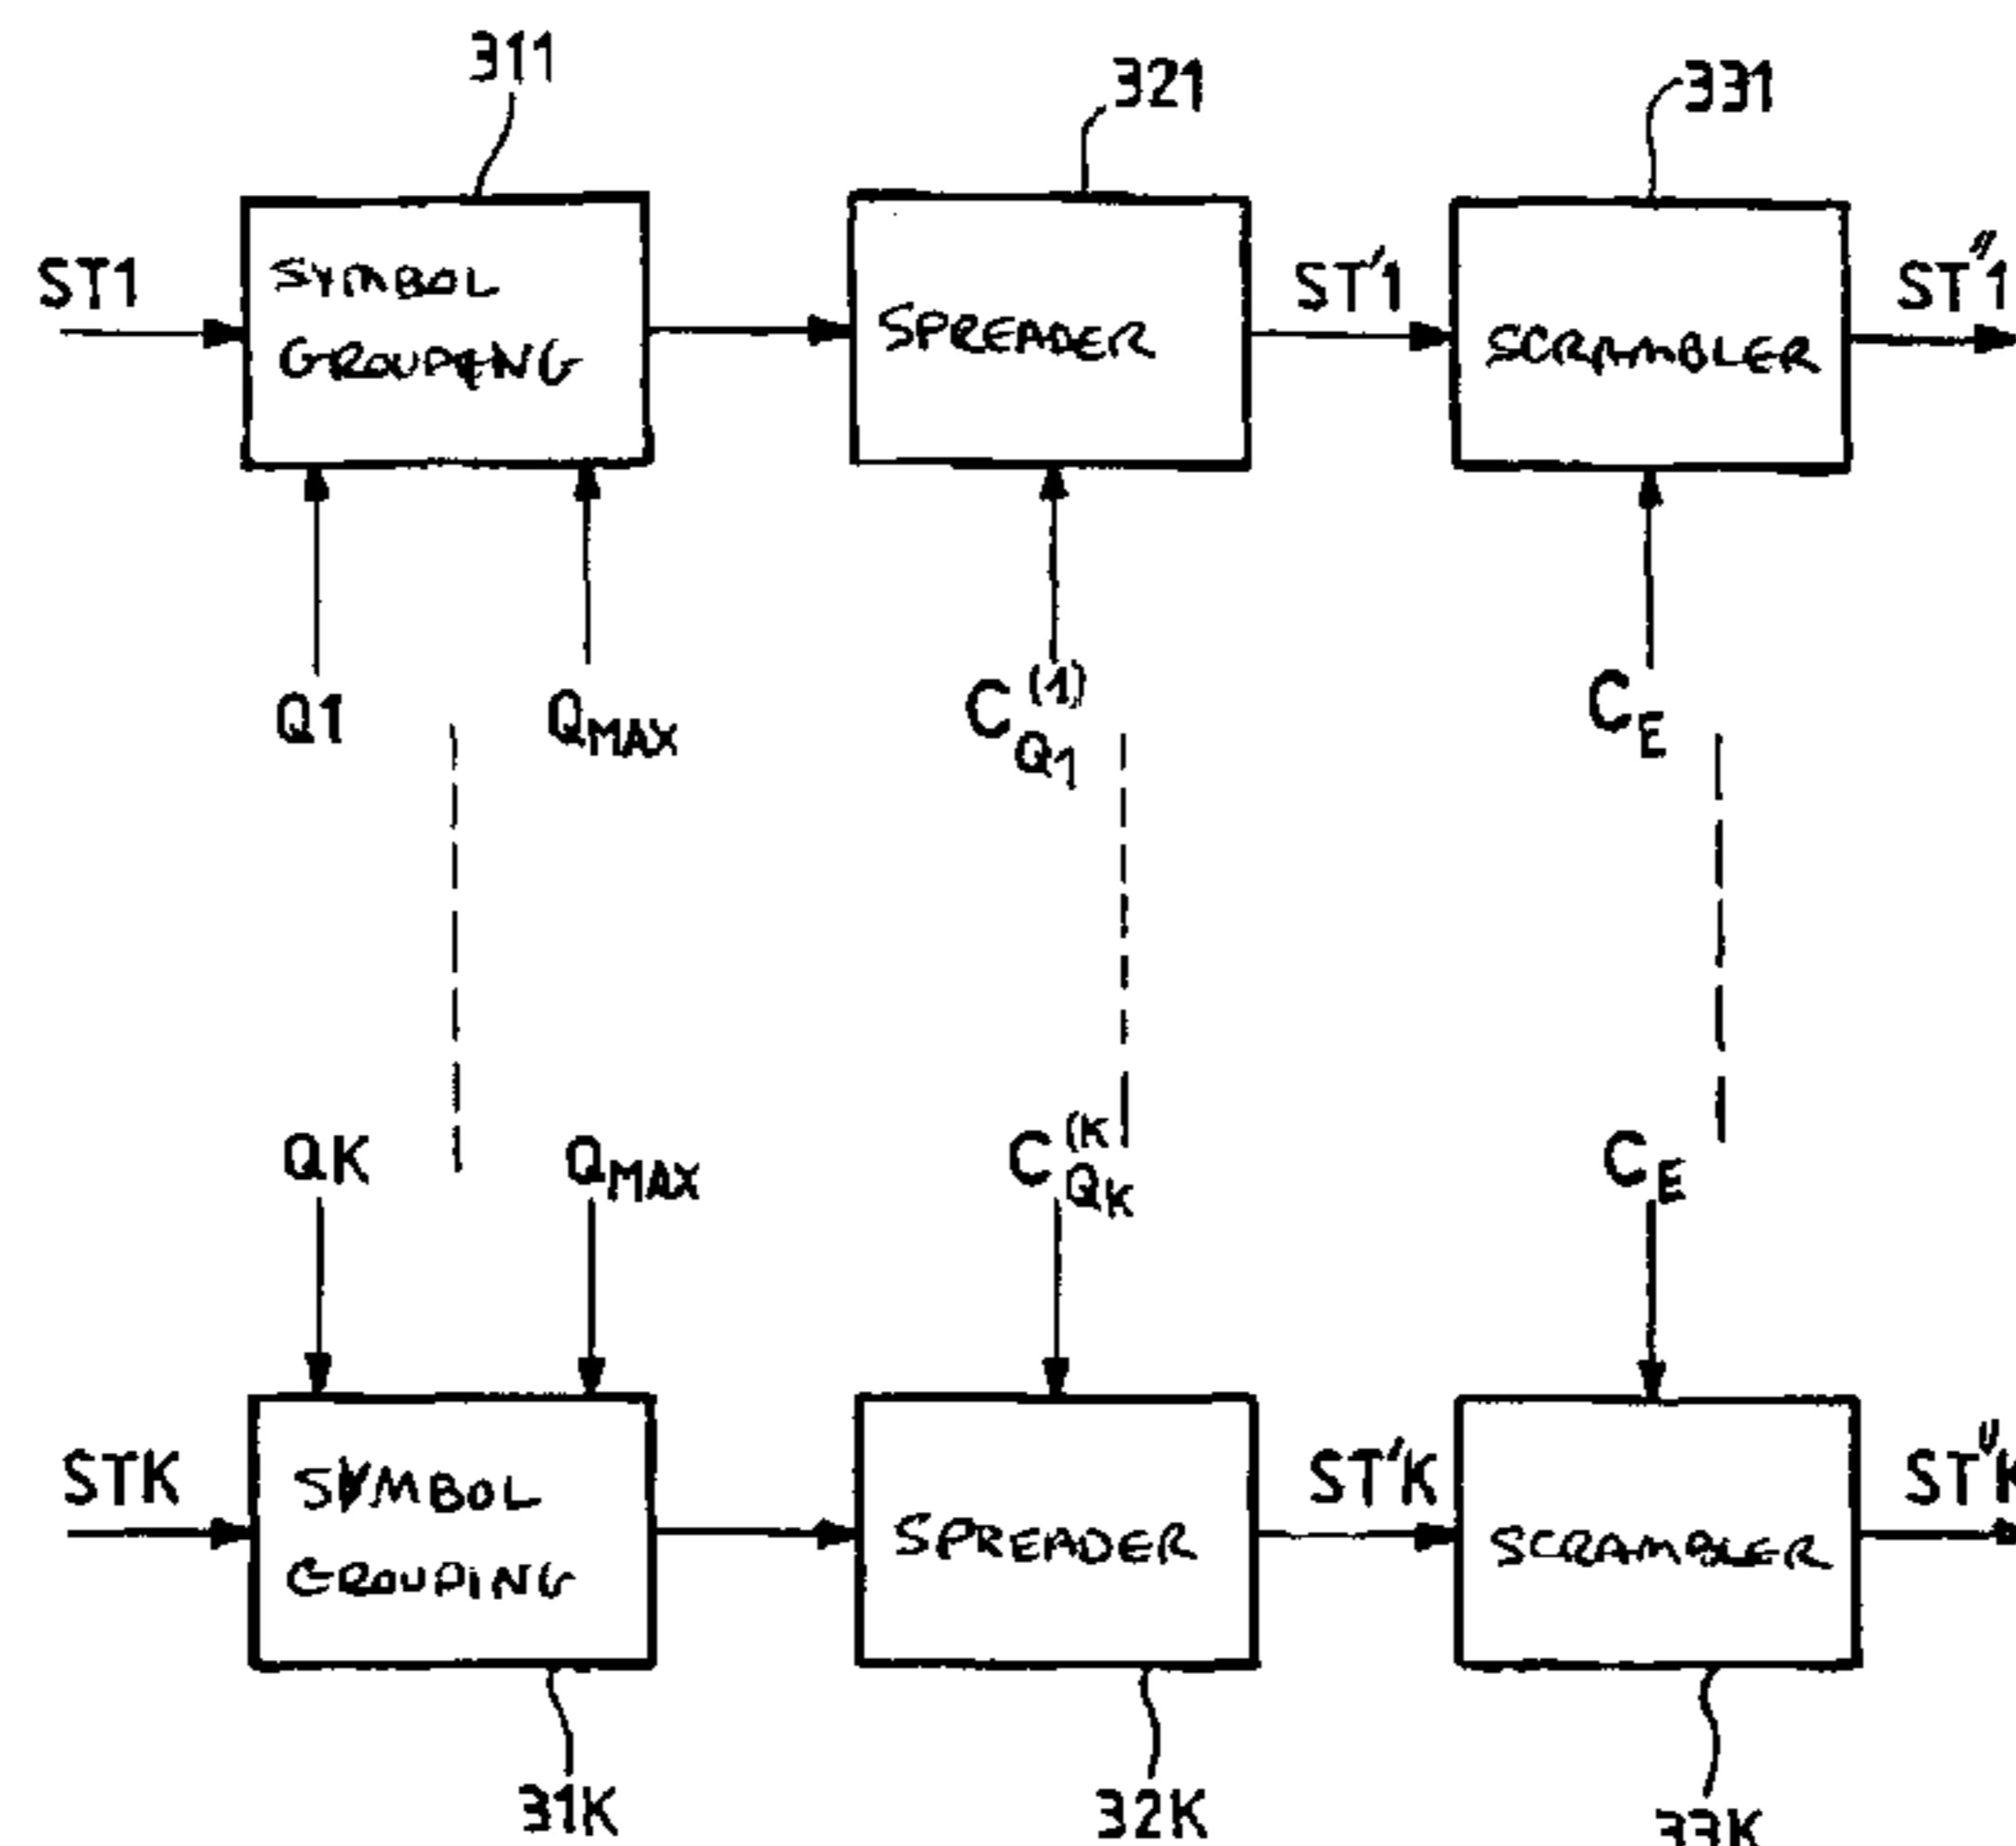 311
321
331
ST1
SYMBOL
GROUPING
SPREADER
ST'1
SCRAMBLER
ST"1
Q1
QMAX
C(1)Q1
CE
QK
QMAX
C(KQK
CE
STK
SYMBOL
GROUPING
SPREADER
ST'K
SCRAMBLER
ST"K
31K
32K
33K